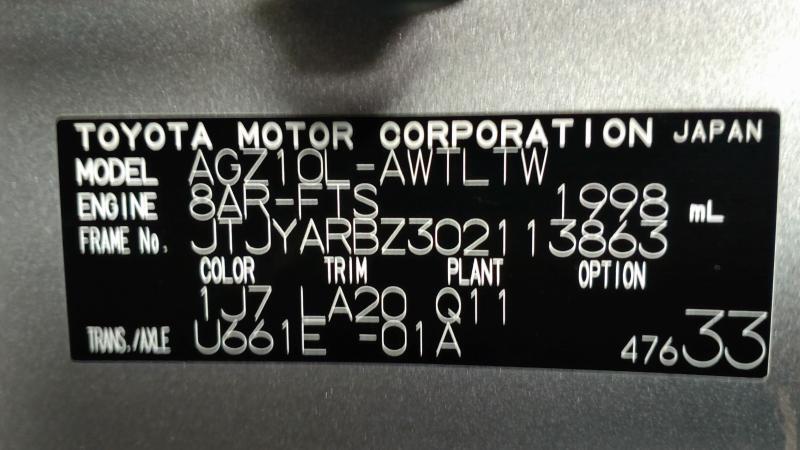 TOYOTA MOTOR CORPORATION JAPAN
MODEL AGZ10L-AWTLTW
ENGINE 8AR-FTS 1998 mL
FRAME No. JTJYARBZ302113863
COLOR TRIM PLANT OPTION
1J7 LA20 Q11
TRANS./AXLE U661E -01A 47633